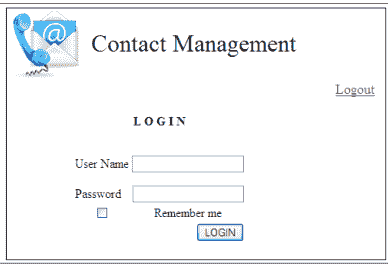 @
Contact Management
Logout
LOGIN
User Name
Password
Remember me
LOGIN